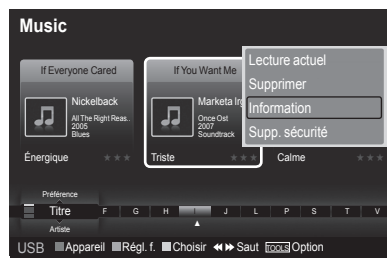 Music
Lecture actuel
Supprimer
Information
Supp. sécurité
If Everyone Cared
If You Want Me
Nickelback
All The Right Reas..
2005
Blues
Marketa
Once Ost
2007
Soundtrack
Énergique ★★★
Triste ★★★
Calme ★★★
Préférence
Titre
Artiste
F G H I J L P S T V
USB Appareil Régl. f. Choisir Saut TOOLS Option